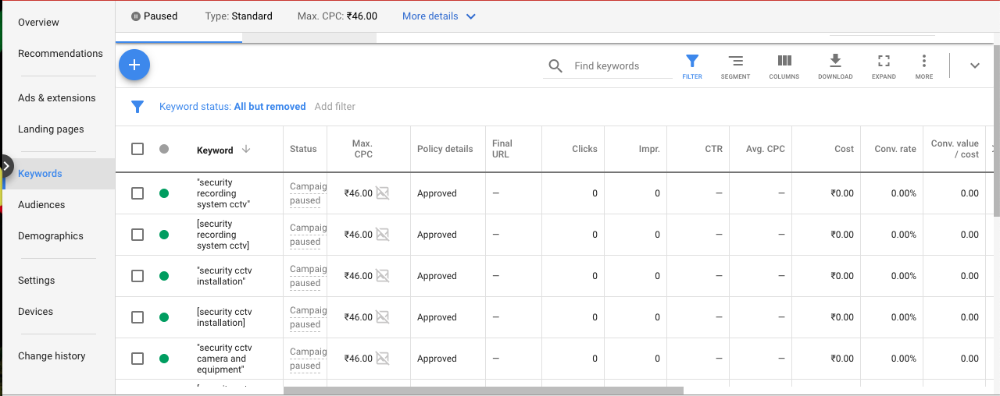 Overview
Recommendations
Ads & extensions
Landing pages
Keywords
Audiences
Demographics
Settings
Devices
Change history
Paused Type: Standard Max. CPC: ₹46.00 More details
Find keywords
FILTER SEGMENT COLUMNS DOWNLOAD EXPAND MORE
Keyword status: All but removed Add filter
Keyword Status Max. CPC Policy details Final URL Clicks Impr. CTR Avg. CPC Cost Conv. rate Conv. value / cost
"security recording system cctv" Campaig paused ₹46.00 Approved — 0 0 — — ₹0.00 0.00% 0.00
[security recording system cctv] Campaig paused ₹46.00 Approved — 0 0 — — ₹0.00 0.00% 0.00
"security cctv installation" Campaig paused ₹46.00 Approved — 0 0 — — ₹0.00 0.00% 0.00
[security cctv installation] Campaig paused ₹46.00 Approved — 0 0 — — ₹0.00 0.00% 0.00
"security cctv camera and equipment" Campaig paused ₹46.00 Approved — 0 0 — — ₹0.00 0.00% 0.00